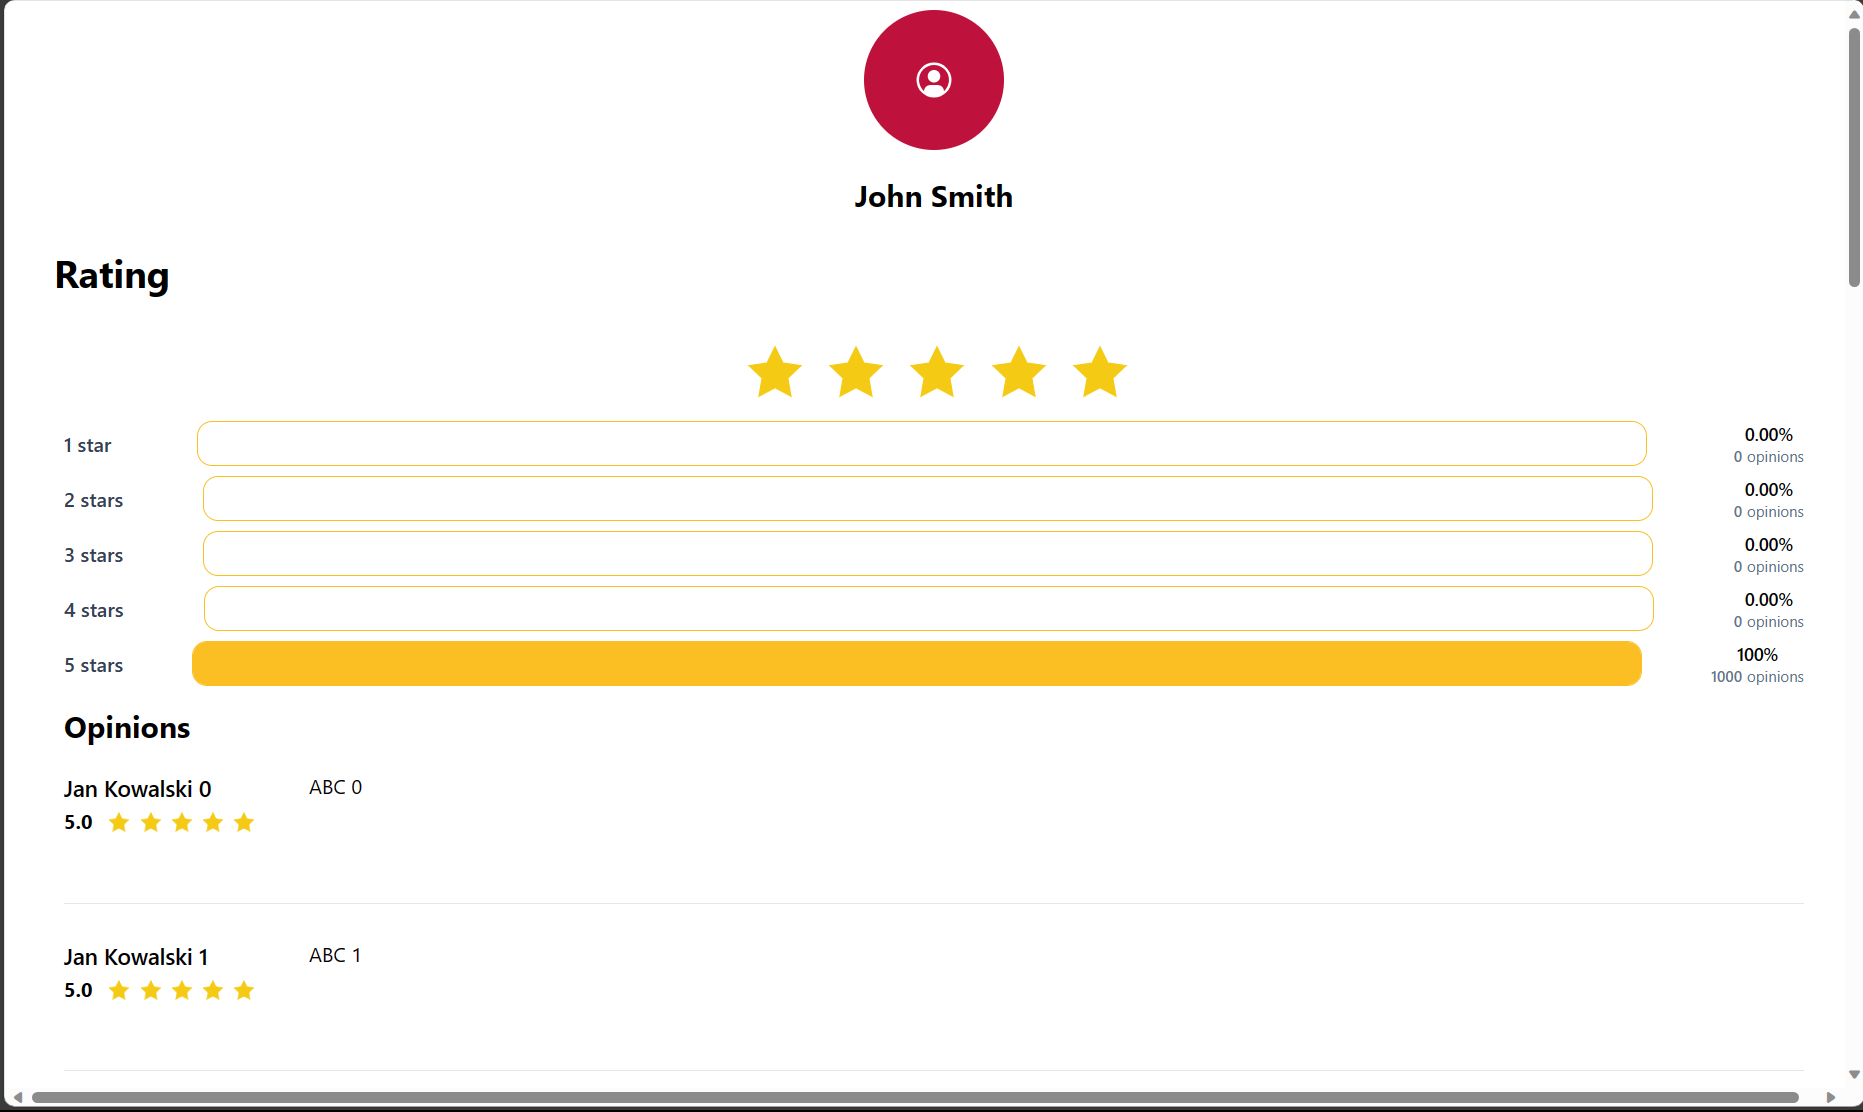 John Smith
Rating
1 star
0.00%
0 opinions
2 stars
0.00%
0 opinions
3 stars
0.00%
0 opinions
4 stars
0.00%
0 opinions
5 stars
100%
1000 opinions
Opinions
Jan Kowalski 0
ABC 0
5.0
Jan Kowalski 1
ABC 1
5.0